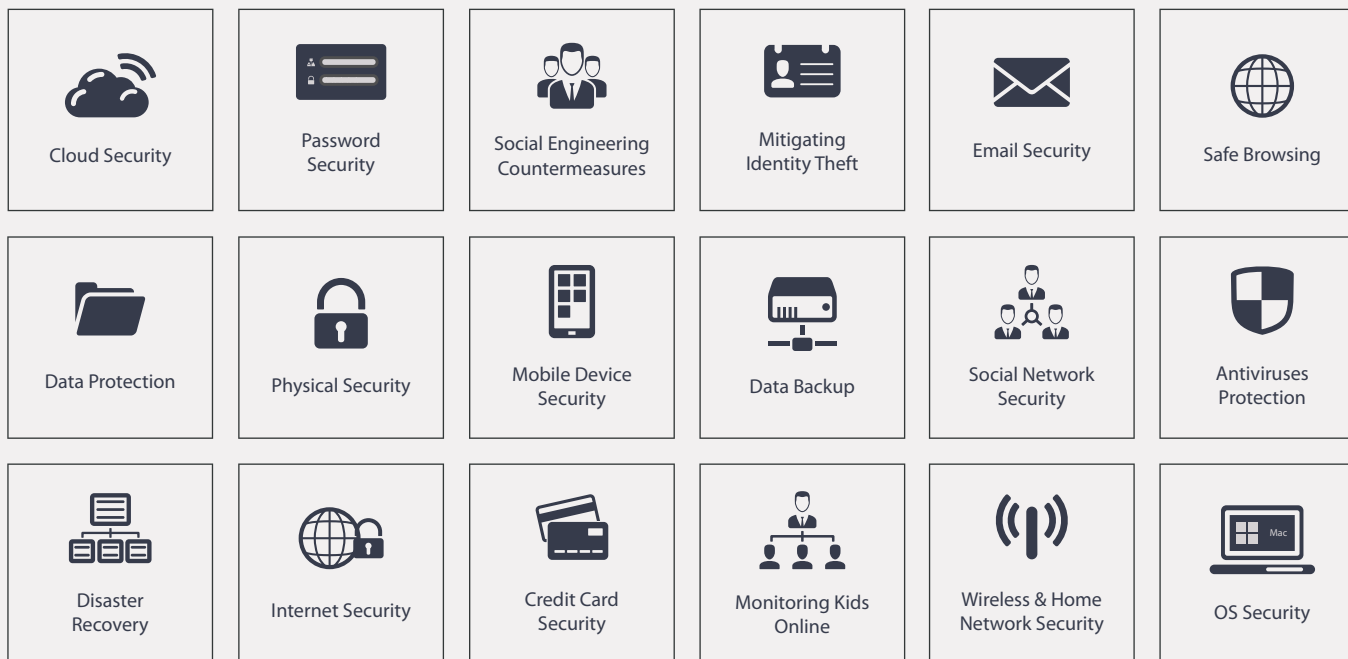 Cloud Security
Password
Security
Social Engineering
Countermeasures
Mitigating
Identity Theft
Email Security
Safe Browsing
Data Protection
Physical Security
Mobile Device
Security
Data Backup
Social Network
Security
Antiviruses
Protection
Disaster
Recovery
Internet Security
Credit Card
Security
Monitoring Kids
Online
Wireless & Home
Network Security
Mac
OS Security